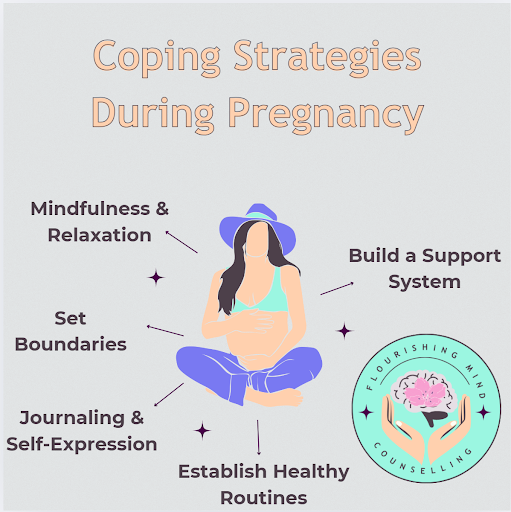 Coping Strategies
During Pregnancy
Mindfulness &
Relaxation
Build a Support
System
Set
Boundaries
Journaling &
Self-Expression
Establish Healthy
Routines
FLOURISHING MIND
COUNSELLING